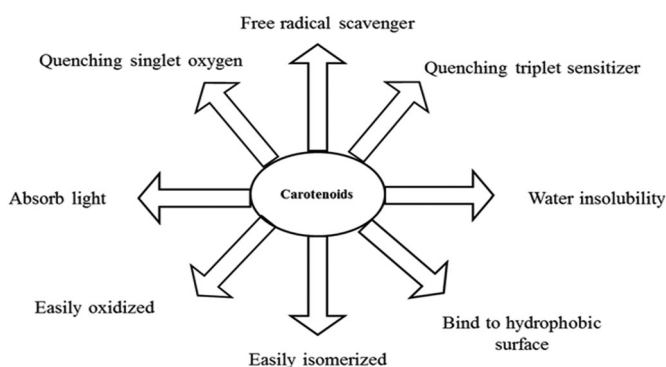 Free radical scavenger
Quenching singlet oxygen
Quenching triplet sensitizer
Carotenoids
Absorb light
Water insolubility
Easily oxidized
Bind to hydrophobic
surface
Easily isomerized